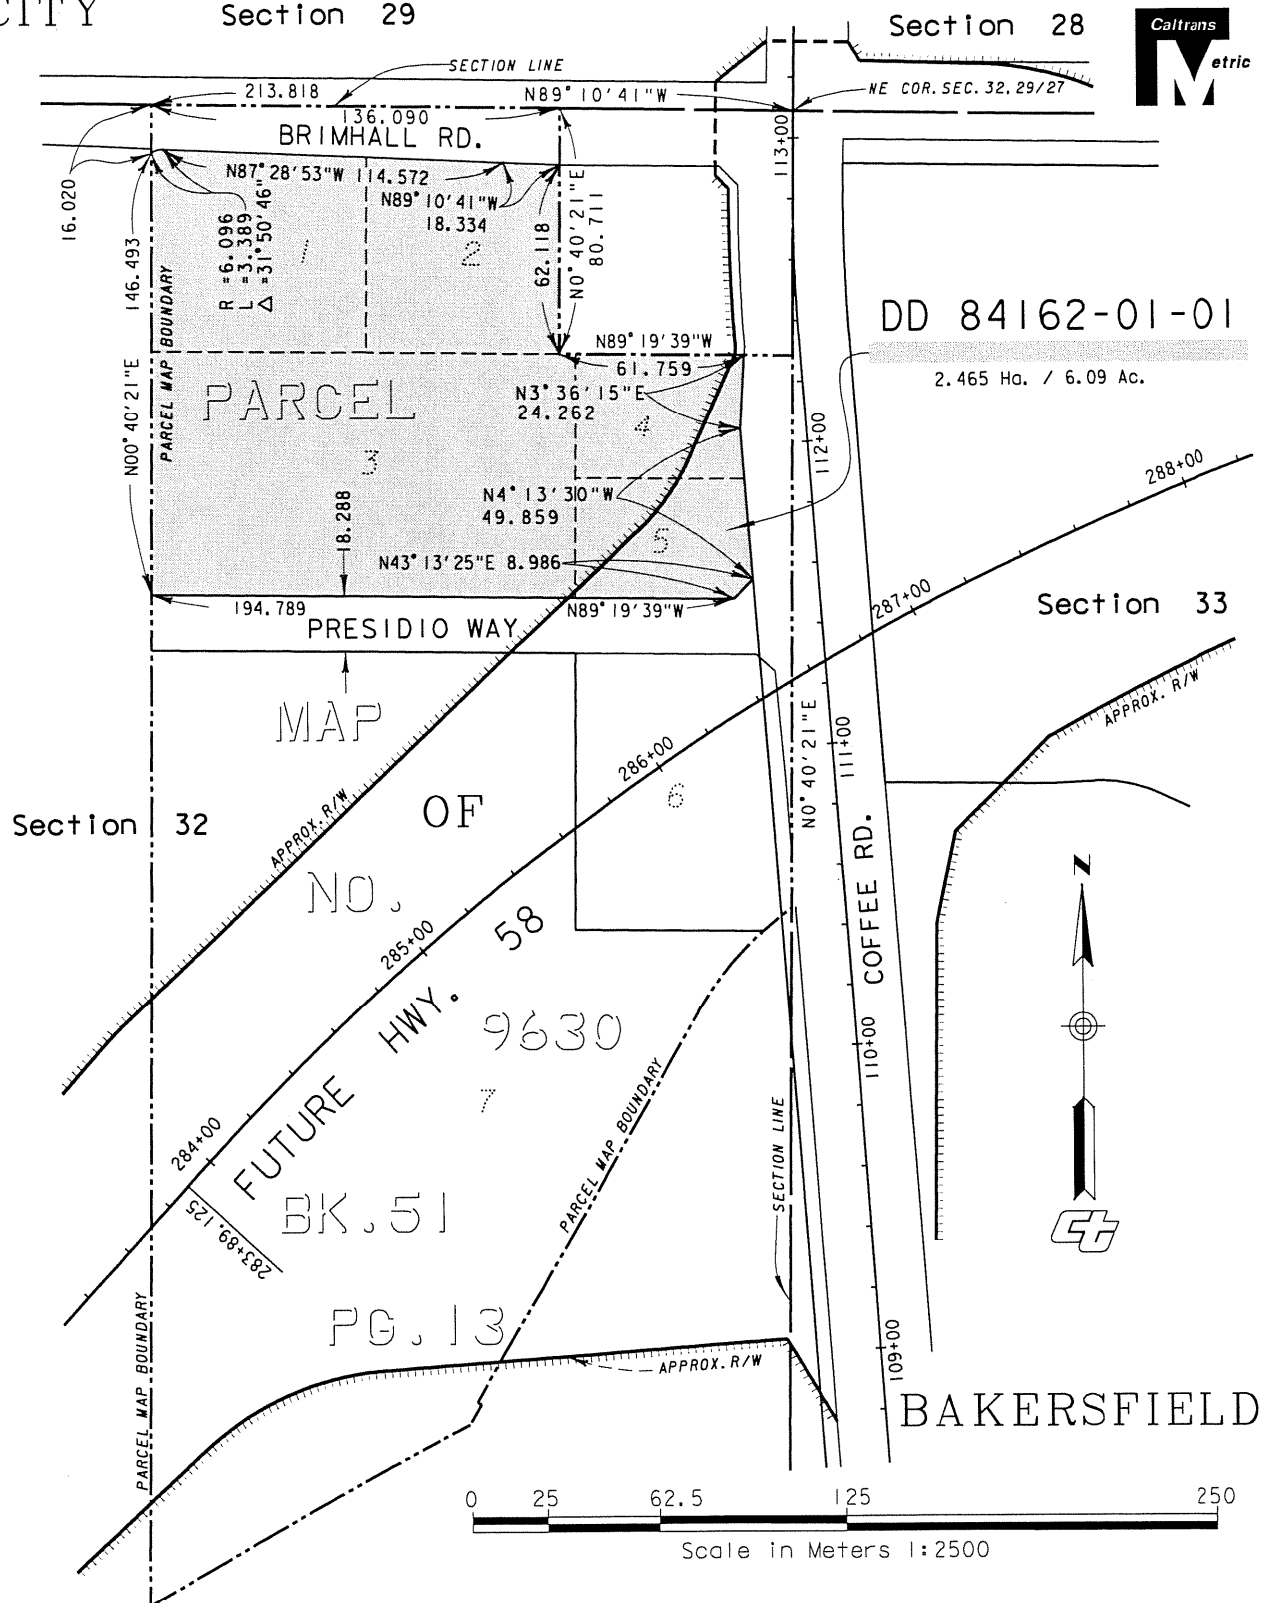 CITY
Section 29
Section 28
Caltrans
Metric
SECTION LINE
213.818
N89°10'41"W
NE COR. SEC. 32, 29/27
136.090
BRIMHALL RD.
113+00
N87°28'53"W 114.572
N89°10'41"W
18.334
16.020
146.493
R =6.096
L =3.389
Δ =31°50'46"
1
2
62.118
N0°40'21"E
80.711
PARCEL MAP BOUNDARY
DD 84162-01-01
2.465 Ha. / 6.09 Ac.
N89°19'39"W
61.759
N00°40'21"E
PARCEL
3
N3°36'15"E
24.262
4
112+00
288+00
18.288
N4°13'30"W
49.859
5
N43°13'25"E 8.986
287+00
Section 33
194.789
N89°19'39"W
PRESIDIO WAY
MAP
APPROX. R/W
N0°40'21"E
111+00
286+00
6
OF
Section 32
APPROX. R/W
COFFEE RD.
N
NO.
285+00
58
HWY.
9630
110+00
7
FUTURE
284+00
PARCEL MAP BOUNDARY
SECTION LINE
BK.51
283+89.125
ct
PG.13
PARCEL MAP BOUNDARY
APPROX. R/W
109+00
BAKERSFIELD
0 25 62.5 125 250
Scale in Meters 1:2500